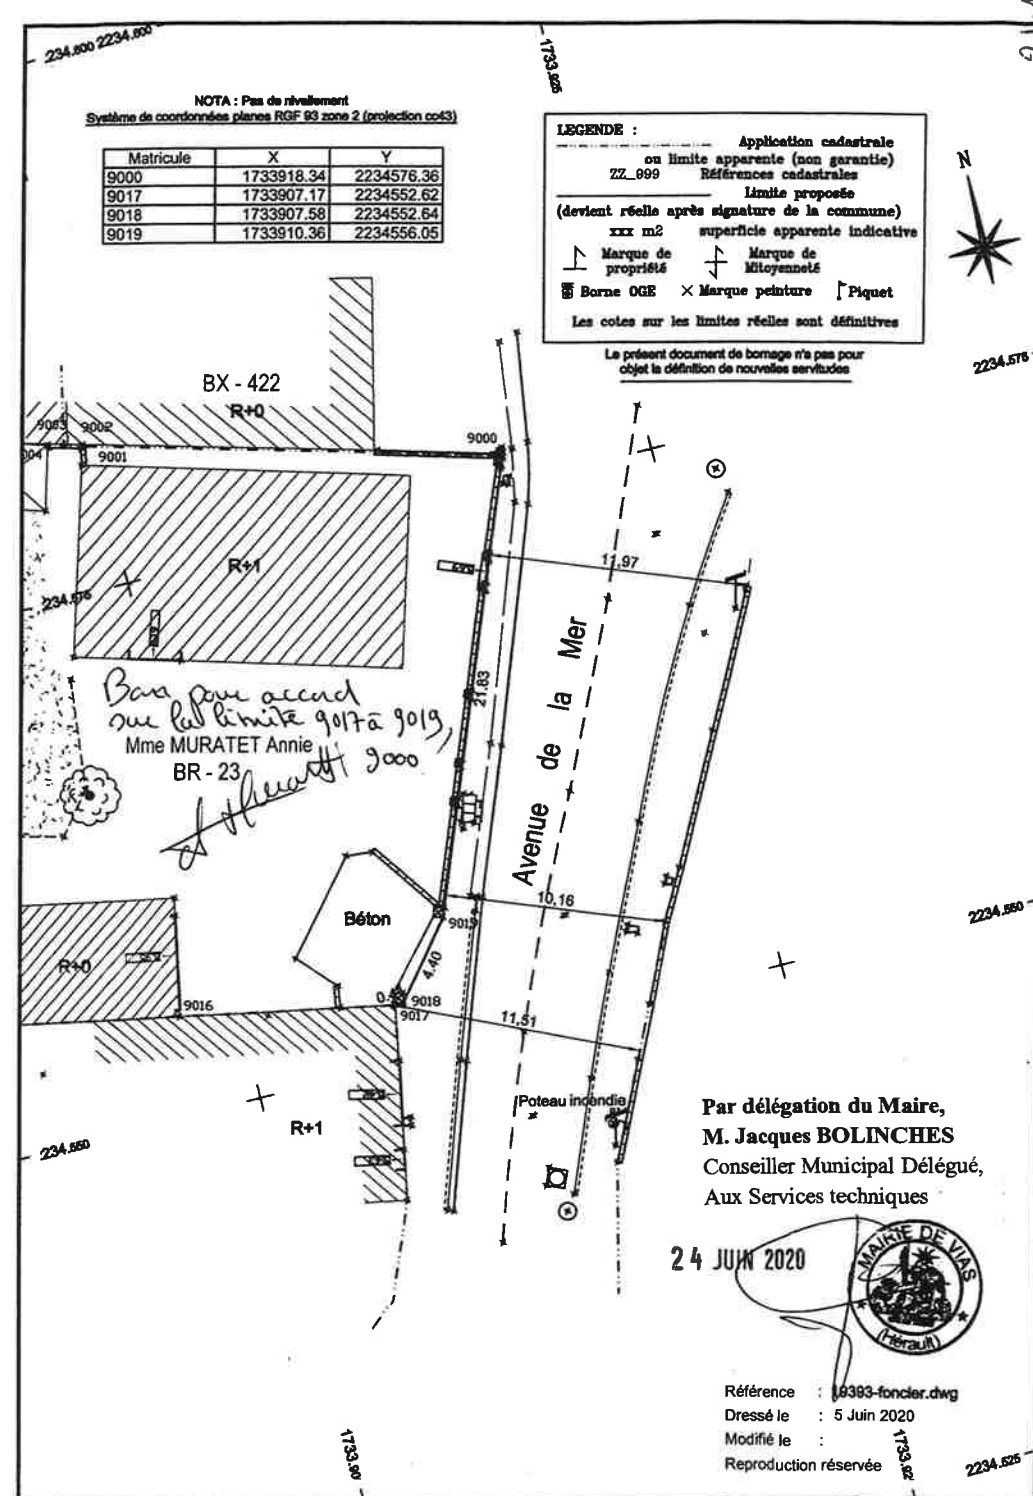 234.600 2234.600
1733.925
NOTA : Pas de nivellement
Système de coordonnées planes RGF 93 zone 2 (projection cc43)
Matricule X Y
9000 1733918.34 2234576.36
9017 1733907.17 2234552.62
9018 1733907.58 2234552.64
9019 1733910.36 2234556.05
LEGENDE :
Application cadastrale
ou limite apparente (non garantie)
ZZ_099 Références cadastrales
Limite proposée
(devient réelle après signature de la commune)
xxx m2 superficie apparente indicative
Marque de propriété
Marque de Mitoyenneté
Borne OGE Marque peinture Piquet
Les cotes sur les limites réelles sont définitives
N
Le présent document de bornage n'a pas pour
objet la définition de nouvelles servitudes
2234.575
BX - 422
R+0
9003 9002
9000
004
9001
R+1
11,97
234.575
21.83
Avenue de la Mer
Bon pour accord
sur la limite 9017 à 9019,
9000
Mme MURATET Annie
BR - 23
Béton
10,16
9019
2234.550
4.40
R+0
9016
9018
9017
11,51
Poteau incendie
R+1
234.550
Par délégation du Maire,
M. Jacques BOLINCHES
Conseiller Municipal Délégué,
Aux Services techniques
24 JUIN 2020
MAIRIE DE VIAS
(Hérault)
Référence : 19393-foncier.dwg
Dressé le : 5 Juin 2020
Modifié le :
Reproduction réservée
1733.90
1733.92
2234.525